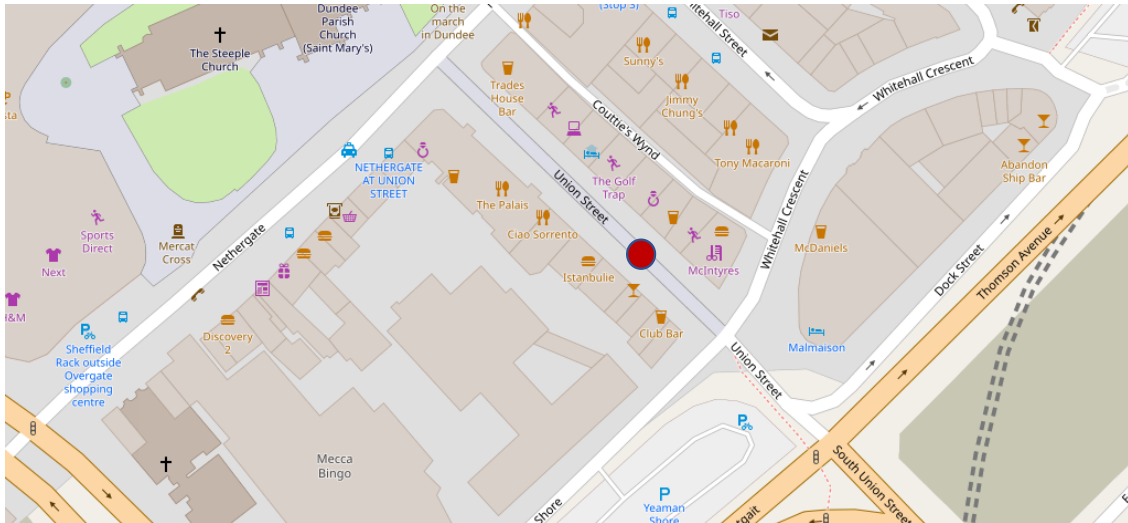 Dundee
Parish
Church
(Saint Mary's)
The Steeple
Church
On the
march
in Dundee
(Stop S)
Tiso
Whitehall Street
Sunny's
Trades
House
Bar
Jimmy
Chung's
Whitehall Crescent
Couttie's Wynd
Tony Macaroni
Abandon
Ship Bar
NETHERGATE
AT UNION
STREET
The Golf
Trap
Union Street
The Palais
Whitehall Crescent
Sports
Direct
Mercat
Cross
Nethergate
Ciao Sorrento
McDaniels
Next
Istanbulie
McIntyres
Dock Street
Thomson Avenue
H&M
Discovery
2
Club Bar
P
Sheffield
Rack outside
Overgate
shopping
centre
Union Street
Malmaison
P
Mecca
Bingo
South Union Street
P
Yeaman
Shore
Shore